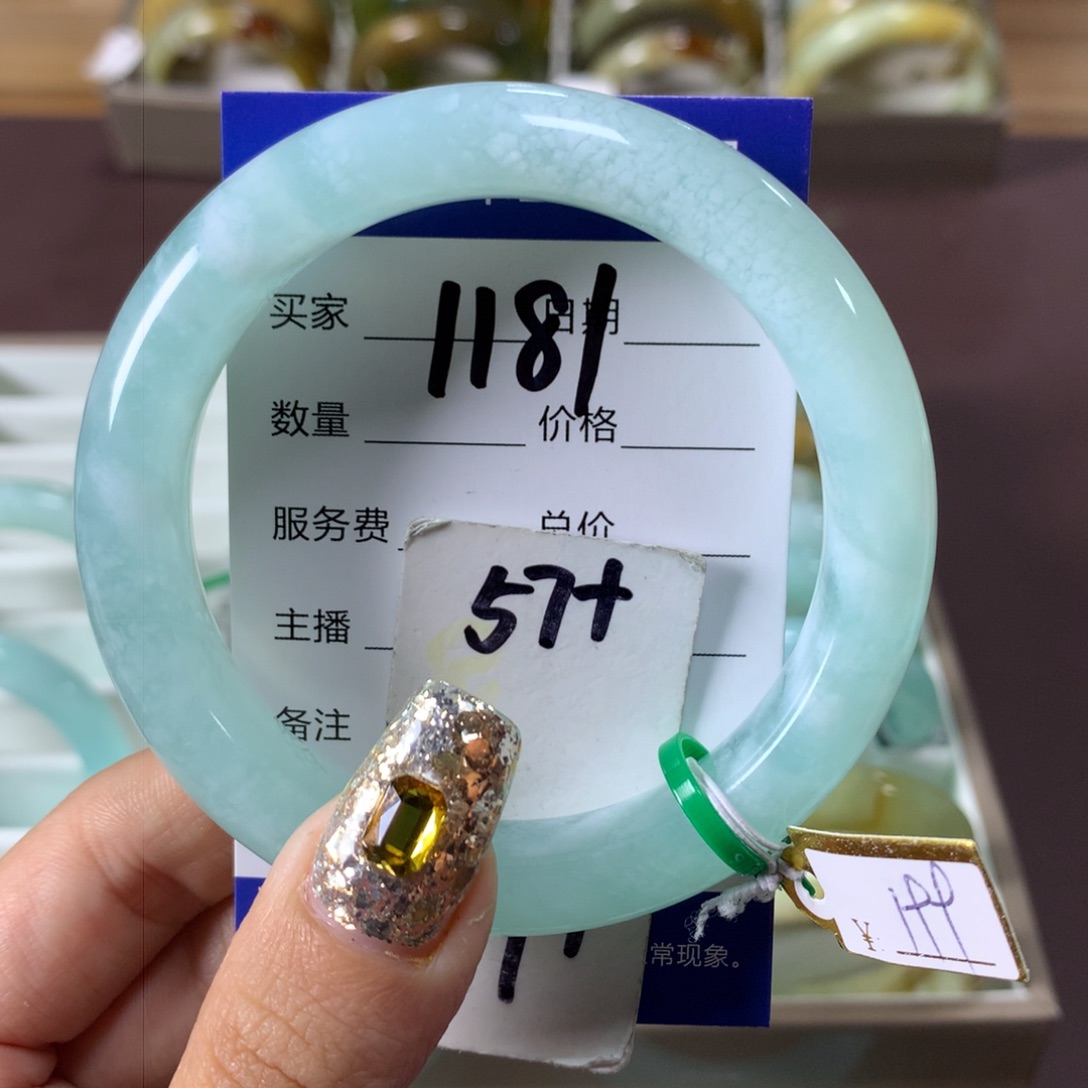 1181
买家 日期
数量 价格
服务费 总价
57+
主播
备注
¥
常现象。